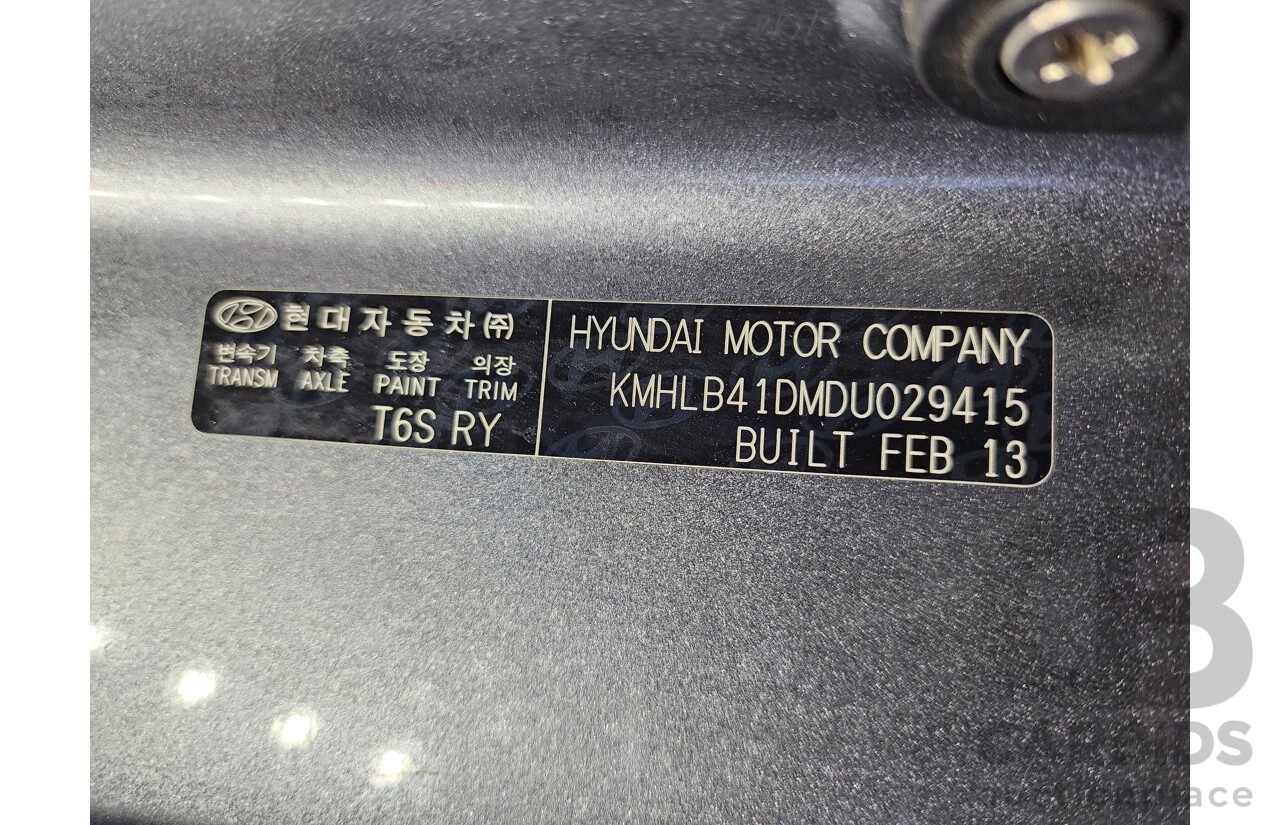 현대자동차㈜
변속기 차축 도장 의장
TRANSM AXLE PAINT TRIM
T6S RY
HYUNDAI MOTOR COMPANY
KMHLB41DMDU029415
BUILT FEB 13
CARBIDS